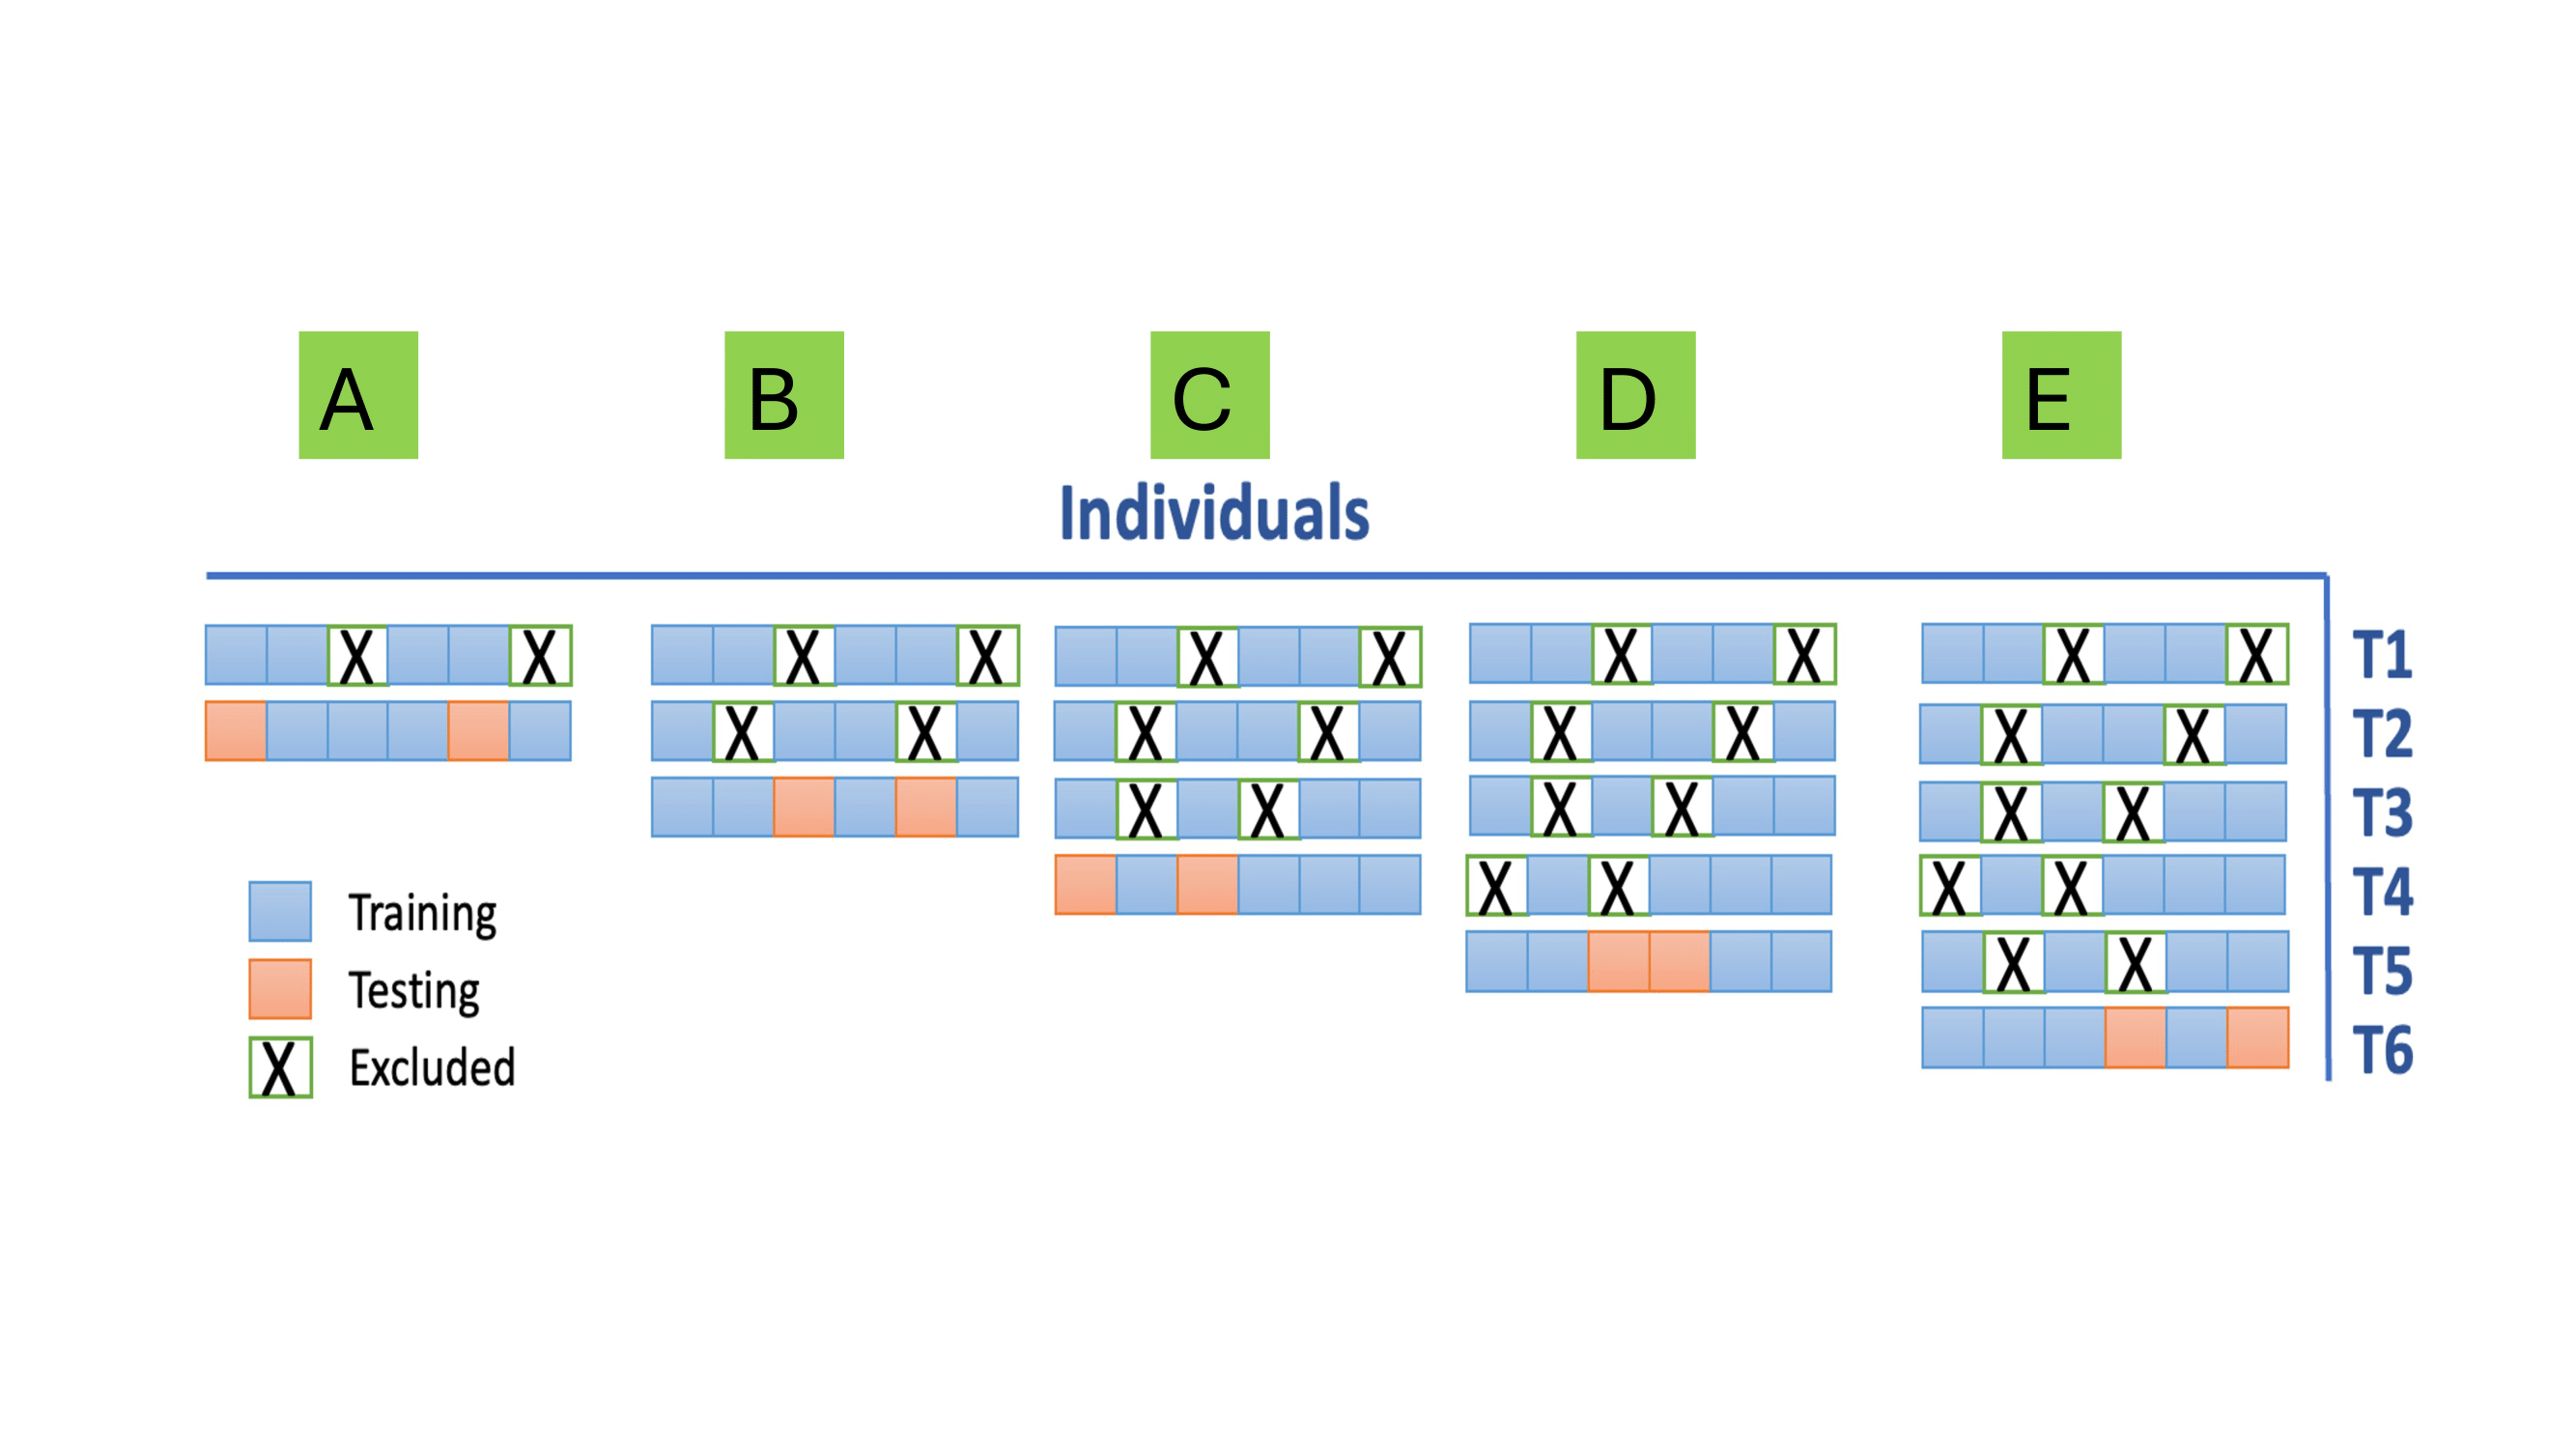 A B C D E
Individuals
X X X X X X X X X X T1
X X X X X X X X T2
X X X X X X T3
X X X X T4
X X T5
T6
Training
Testing
X Excluded